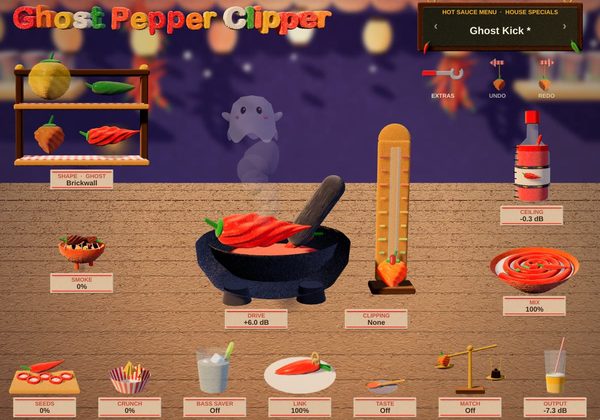 Ghost Pepper Clipper
HOT SAUCE MENU · HOUSE SPECIALS
‹ Ghost Kick * ›
EXTRAS
UNDO
REDO
SHAPE · GHOST
Brickwall
CEILING
-0.3 dB
SMOKE
0%
MIX
100%
DRIVE
+6.0 dB
CLIPPING
None
SEEDS
0%
CRUNCH
0%
BASS SAVER
Off
LINK
100%
TASTE
Off
MATCH
Off
OUTPUT
-7.3 dB